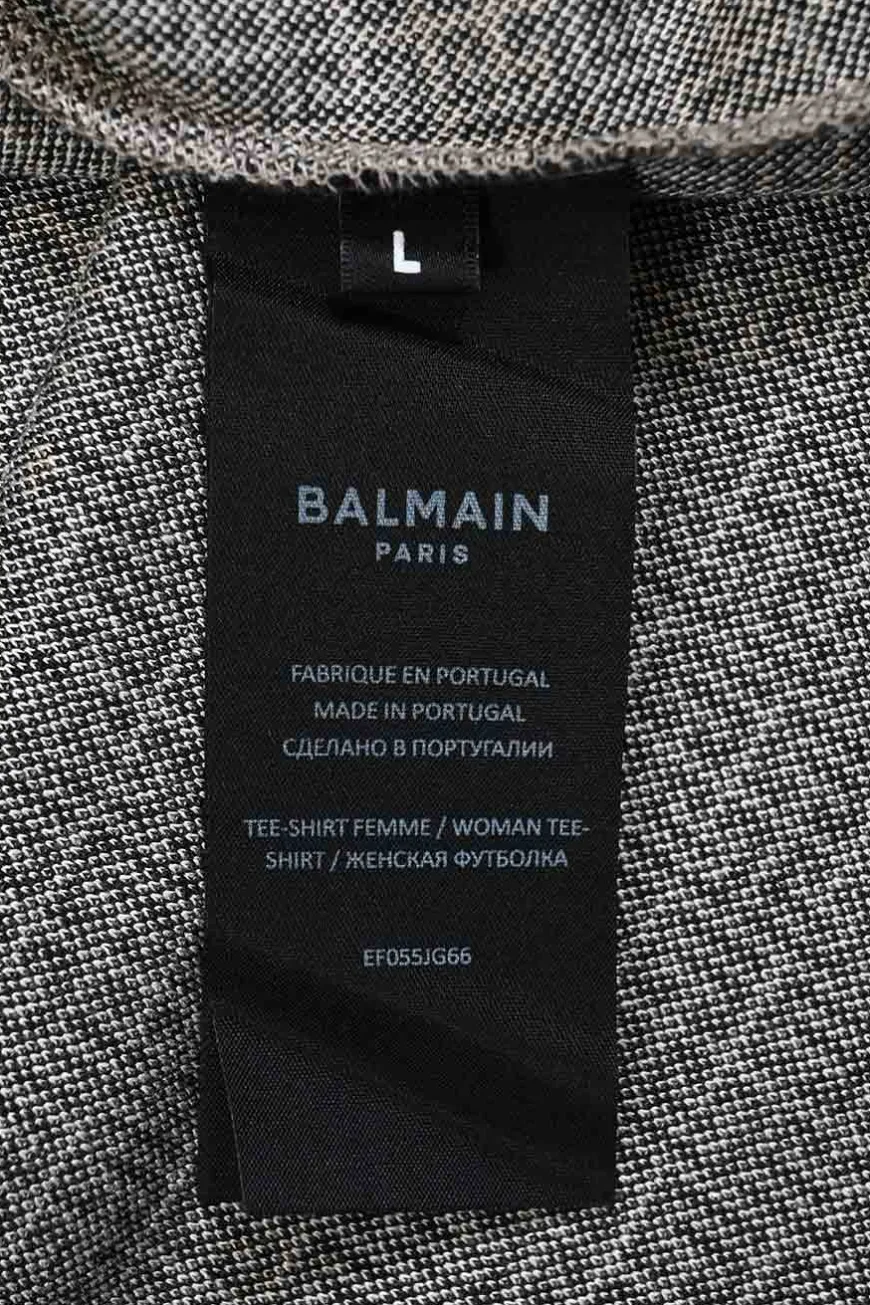 L
BALMAIN
PARIS
FABRIQUE EN PORTUGAL
MADE IN PORTUGAL
СДЕЛАНО В ПОРТУГАЛИИ
TEE-SHIRT FEMME / WOMAN TEE-
SHIRT / ЖЕНСКАЯ ФУТБОЛКА
EF055JG66